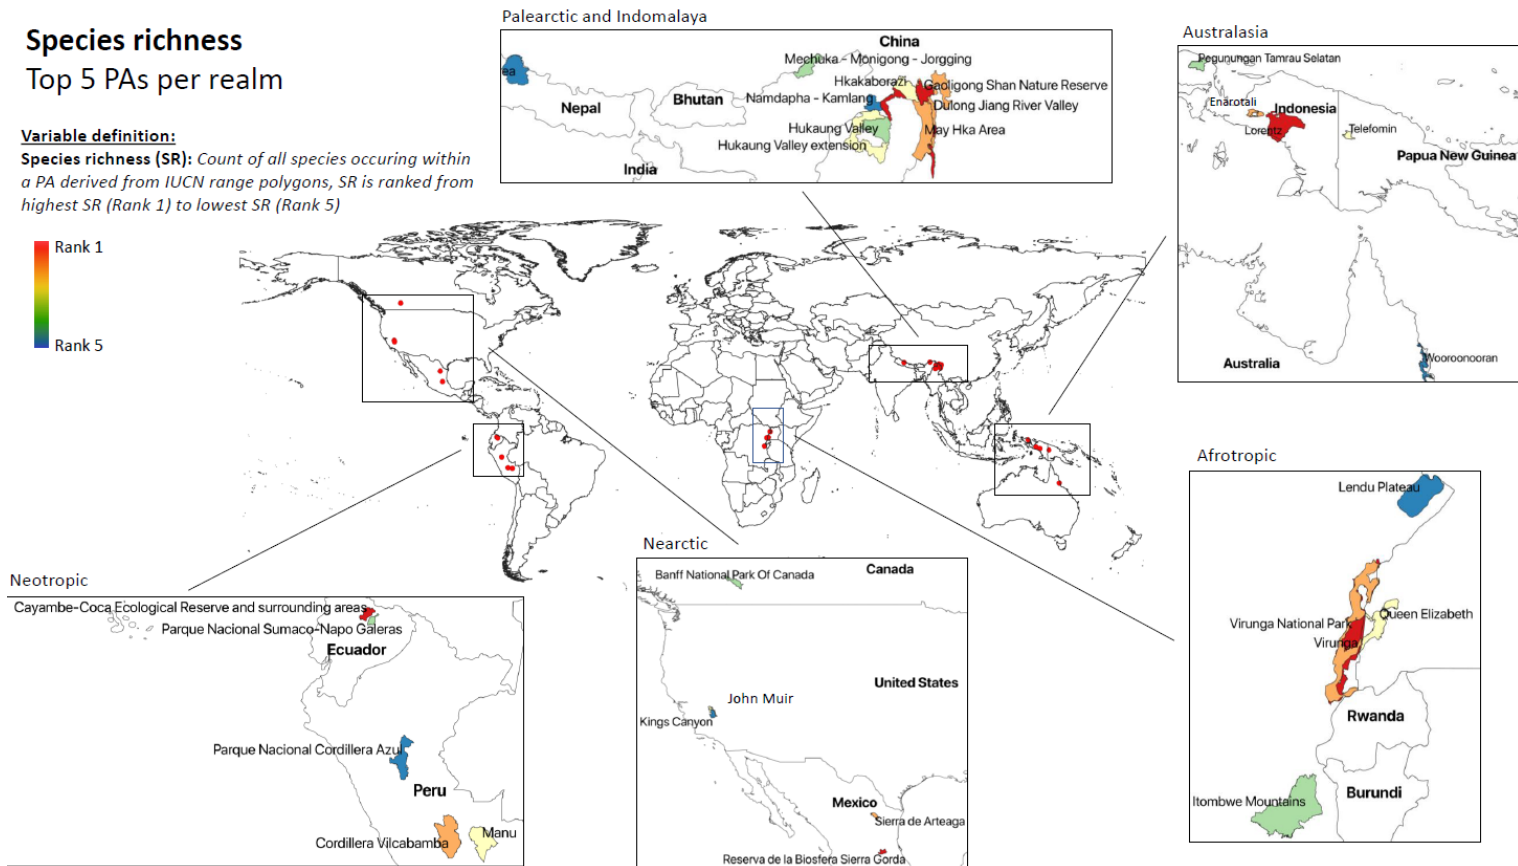 Species richness
Top 5 PAs per realm
Variable definition:
Species richness (SR): Count of all species occuring within
a PA derived from IUCN range polygons, SR is ranked from
highest SR (Rank 1) to lowest SR (Rank 5)
Rank 1
Rank 5
Palearctic and Indomalaya
China
Mechuka - Monigong - Jorgging
Hkakaborazi
Gaoligong Shan Nature Reserve
Namdapha - Kamlang
Dulong Jiang River Valley
Nepal
Bhutan
Hukaung Valley
May Hka Area
Hukaung Valley extension
India
Australasia
Pegunungan Tamrau Selatan
Enarotali
Indonesia
Lorentz
Telefomin
Papua New Guinea
Australia
Wooroonooran
Afrotropic
Lendu Plateau
Queen Elizabeth
Virunga National Park
Virunga
Rwanda
Itombwe Mountains
Burundi
Nearctic
Banff National Park Of Canada
Canada
United States
John Muir
Kings Canyon
Mexico
Sierra de Arteaga
Reserva de la Biosfera Sierra Gorda
Neotropic
Cayambe-Coca Ecological Reserve and surrounding areas
Parque Nacional Sumaco-Napo Galeras
Ecuador
Parque Nacional Cordillera Azul
Peru
Manu
Cordillera Vilcabamba